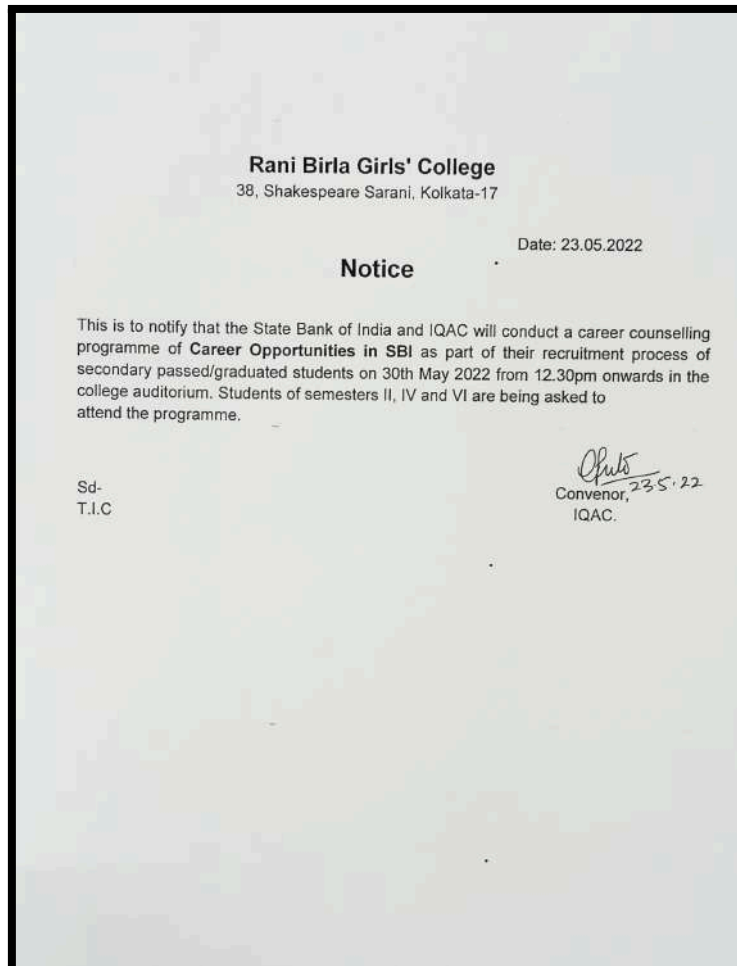 Rani Birla Girls' College
38, Shakespeare Sarani, Kolkata-17
Date: 23.05.2022
Notice
This is to notify that the State Bank of India and IQAC will conduct a career counselling
programme of Career Opportunities in SBI as part of their recruitment process of
secondary passed/graduated students on 30th May 2022 from 12.30pm onwards in the
college auditorium. Students of semesters II, IV and VI are being asked to
attend the programme.
Sd-
T.I.C
23.5.22
Convenor,
IQAC.